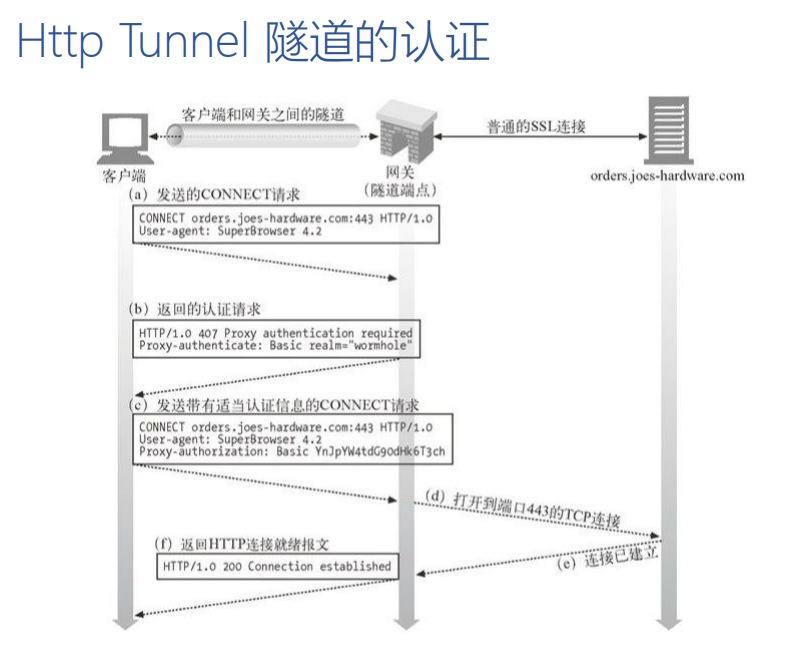 Http Tunnel 隧道的认证
客户端和网关之间的隧道
普通的SSL连接
客户端
网关
(隧道端点)
orders.joes-hardware.com
(a) 发送的CONNECT请求
CONNECT orders.joes-hardware.com:443 HTTP/1.0
User-agent: SuperBrowser 4.2
(b) 返回的认证请求
HTTP/1.0 407 Proxy authentication required
Proxy-authenticate: Basic realm="wormhole"
(c) 发送带有适当认证信息的CONNECT请求
CONNECT orders.joes-hardware.com:443 HTTP/1.0
User-agent: SuperBrowser 4.2
Proxy-authorization: Basic YnJpYW4tdG90dHk6T3ch
(d) 打开到端口443的TCP连接
(e) 连接已建立
(f) 返回HTTP连接就绪报文
HTTP/1.0 200 Connection established